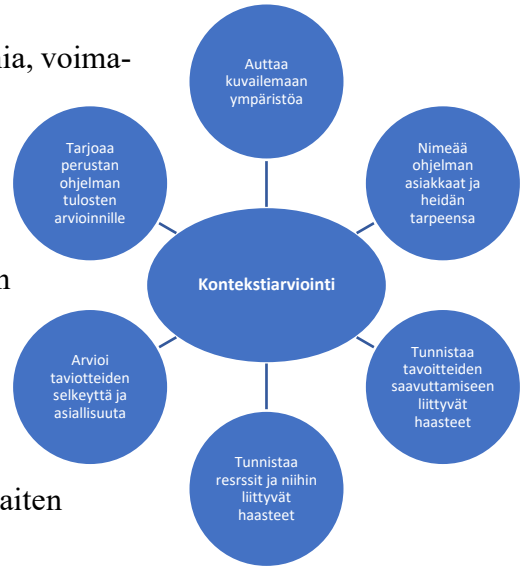 nia, voima-
Auttaa
kuvailemaan
ympäristöa
Tarjoaa
perustan
ohjelman
tulosten
arvioinnille
Nimeää
ohjelman
asiakkaat ja
heidän
tarpeensa
Kontekstiarviointi
Arvioi
taviotteiden
selkeyttä ja
asiallisuuta
Tunnistaa
tavoitteiden
saavuttamiseen
liittyvät
haasteet
Tunnistaa
resrssit ja niihin
liittyvät
haasteet
aiten